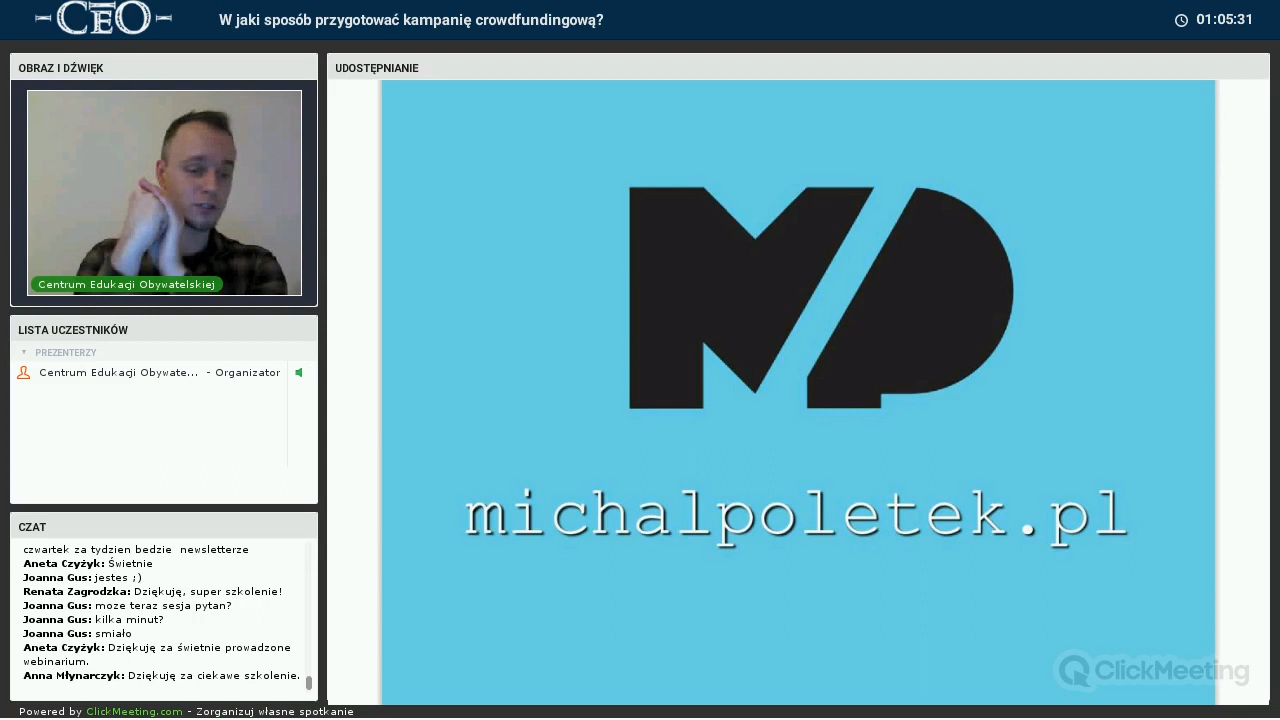 CEO
W jaki sposób przygotować kampanię crowdfundingową?
01:05:31
OBRAZ I DŹWIĘK
Centrum Edukacji Obywatelskiej
LISTA UCZESTNIKÓW
PREZENTERZY
Centrum Edukacji Obywate... - Organizator
CZAT
czwartek za tydzien bedzie newsletterze
Aneta Czyżyk: Świetnie
Joanna Gus: jestes ;)
Renata Zagrodzka: Dziękuję, super szkolenie!
Joanna Gus: moze teraz sesja pytan?
Joanna Gus: kilka minut?
Joanna Gus: smiało
Aneta Czyżyk: Dziękuję za świetnie prowadzone
webinarium.
Anna Młynarczyk: Dziękuję za ciekawe szkolenie.
Powered by ClickMeeting.com - Zorganizuj własne spotkanie
UDOSTĘPNIANIE
MP
michalpoletek.pl
ClickMeeting